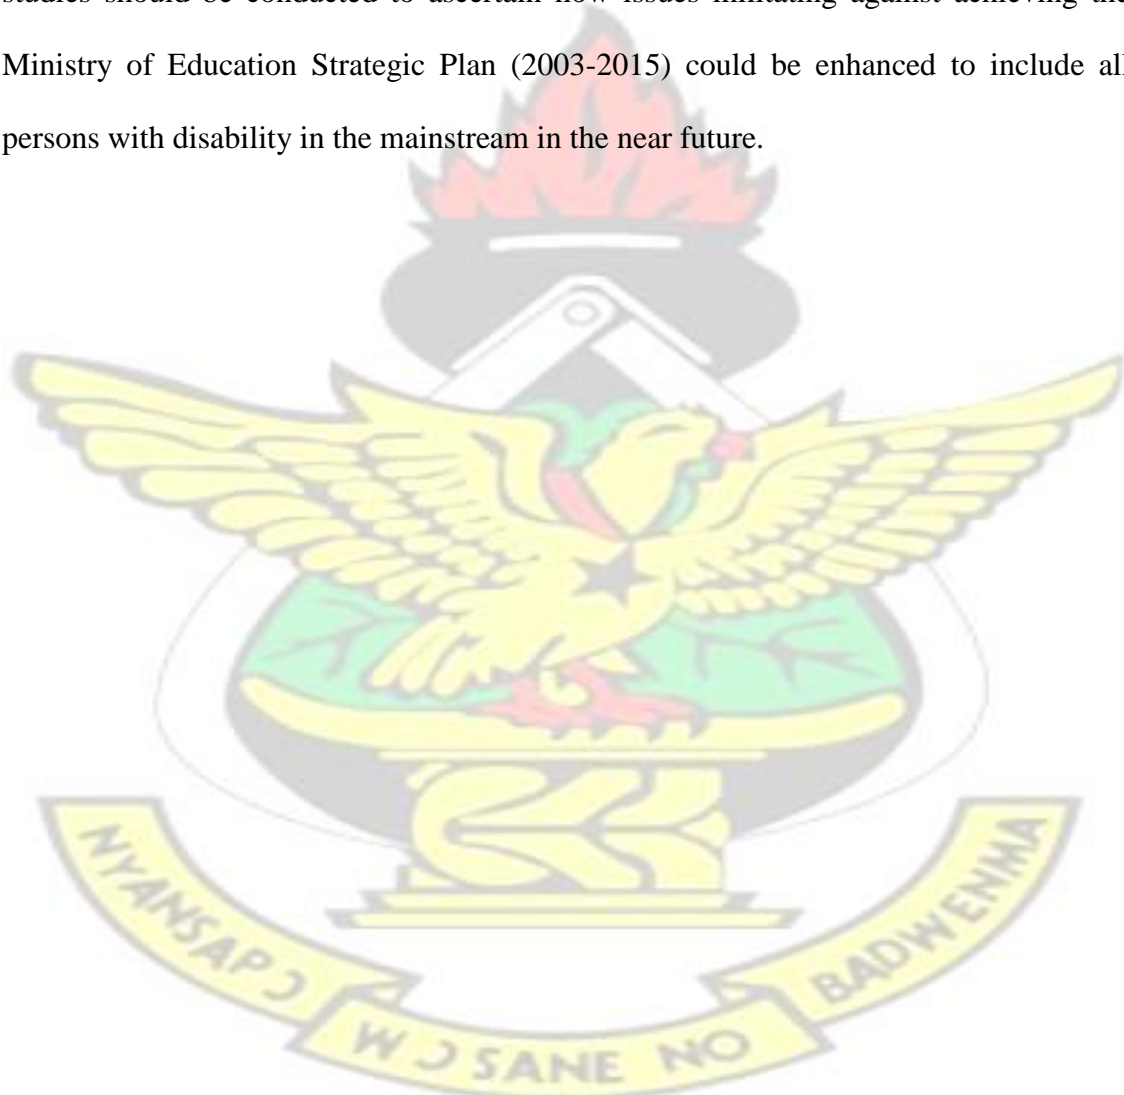 studies should be conducted to ascertain how issues militating against achieving the
Ministry of Education Strategic Plan (2003-2015) could be enhanced to include all
persons with disability in the mainstream in the near future.
NYANSAPƆ
WƆSANE NO
BADWENMA